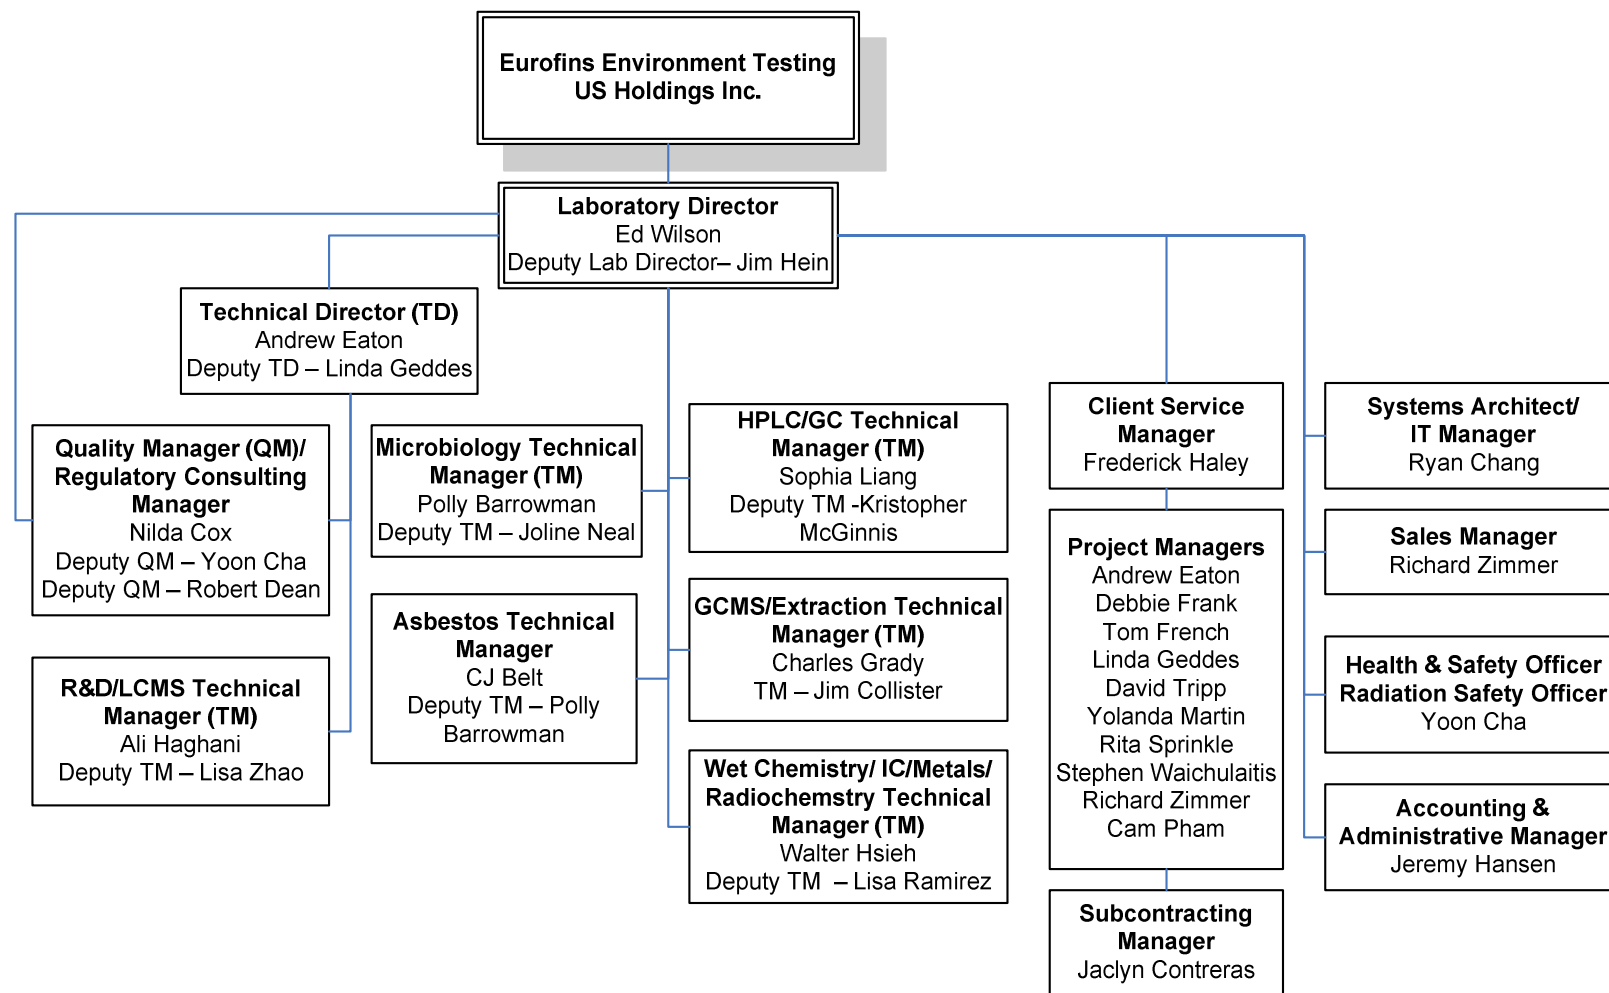 Eurofins Environment Testing
US Holdings Inc.
Laboratory Director
Ed Wilson
Deputy Lab Director– Jim Hein
Technical Director (TD)
Andrew Eaton
Deputy TD – Linda Geddes
Quality Manager (QM)/
Regulatory Consulting
Manager
Nilda Cox
Deputy QM – Yoon Cha
Deputy QM – Robert Dean
R&D/LCMS Technical
Manager (TM)
Ali Haghani
Deputy TM – Lisa Zhao
Microbiology Technical
Manager (TM)
Polly Barrowman
Deputy TM – Joline Neal
Asbestos Technical
Manager
CJ Belt
Deputy TM – Polly
Barrowman
HPLC/GC Technical
Manager (TM)
Sophia Liang
Deputy TM -Kristopher
McGinnis
GCMS/Extraction Technical
Manager (TM)
Charles Grady
TM – Jim Collister
Wet Chemistry/ IC/Metals/
Radiochemstry Technical
Manager (TM)
Walter Hsieh
Deputy TM – Lisa Ramirez
Client Service
Manager
Frederick Haley
Project Managers
Andrew Eaton
Debbie Frank
Tom French
Linda Geddes
David Tripp
Yolanda Martin
Rita Sprinkle
Stephen Waichulaitis
Richard Zimmer
Cam Pham
Subcontracting
Manager
Jaclyn Contreras
Systems Architect/
IT Manager
Ryan Chang
Sales Manager
Richard Zimmer
Health & Safety Officer
Radiation Safety Officer
Yoon Cha
Accounting &
Administrative Manager
Jeremy Hansen